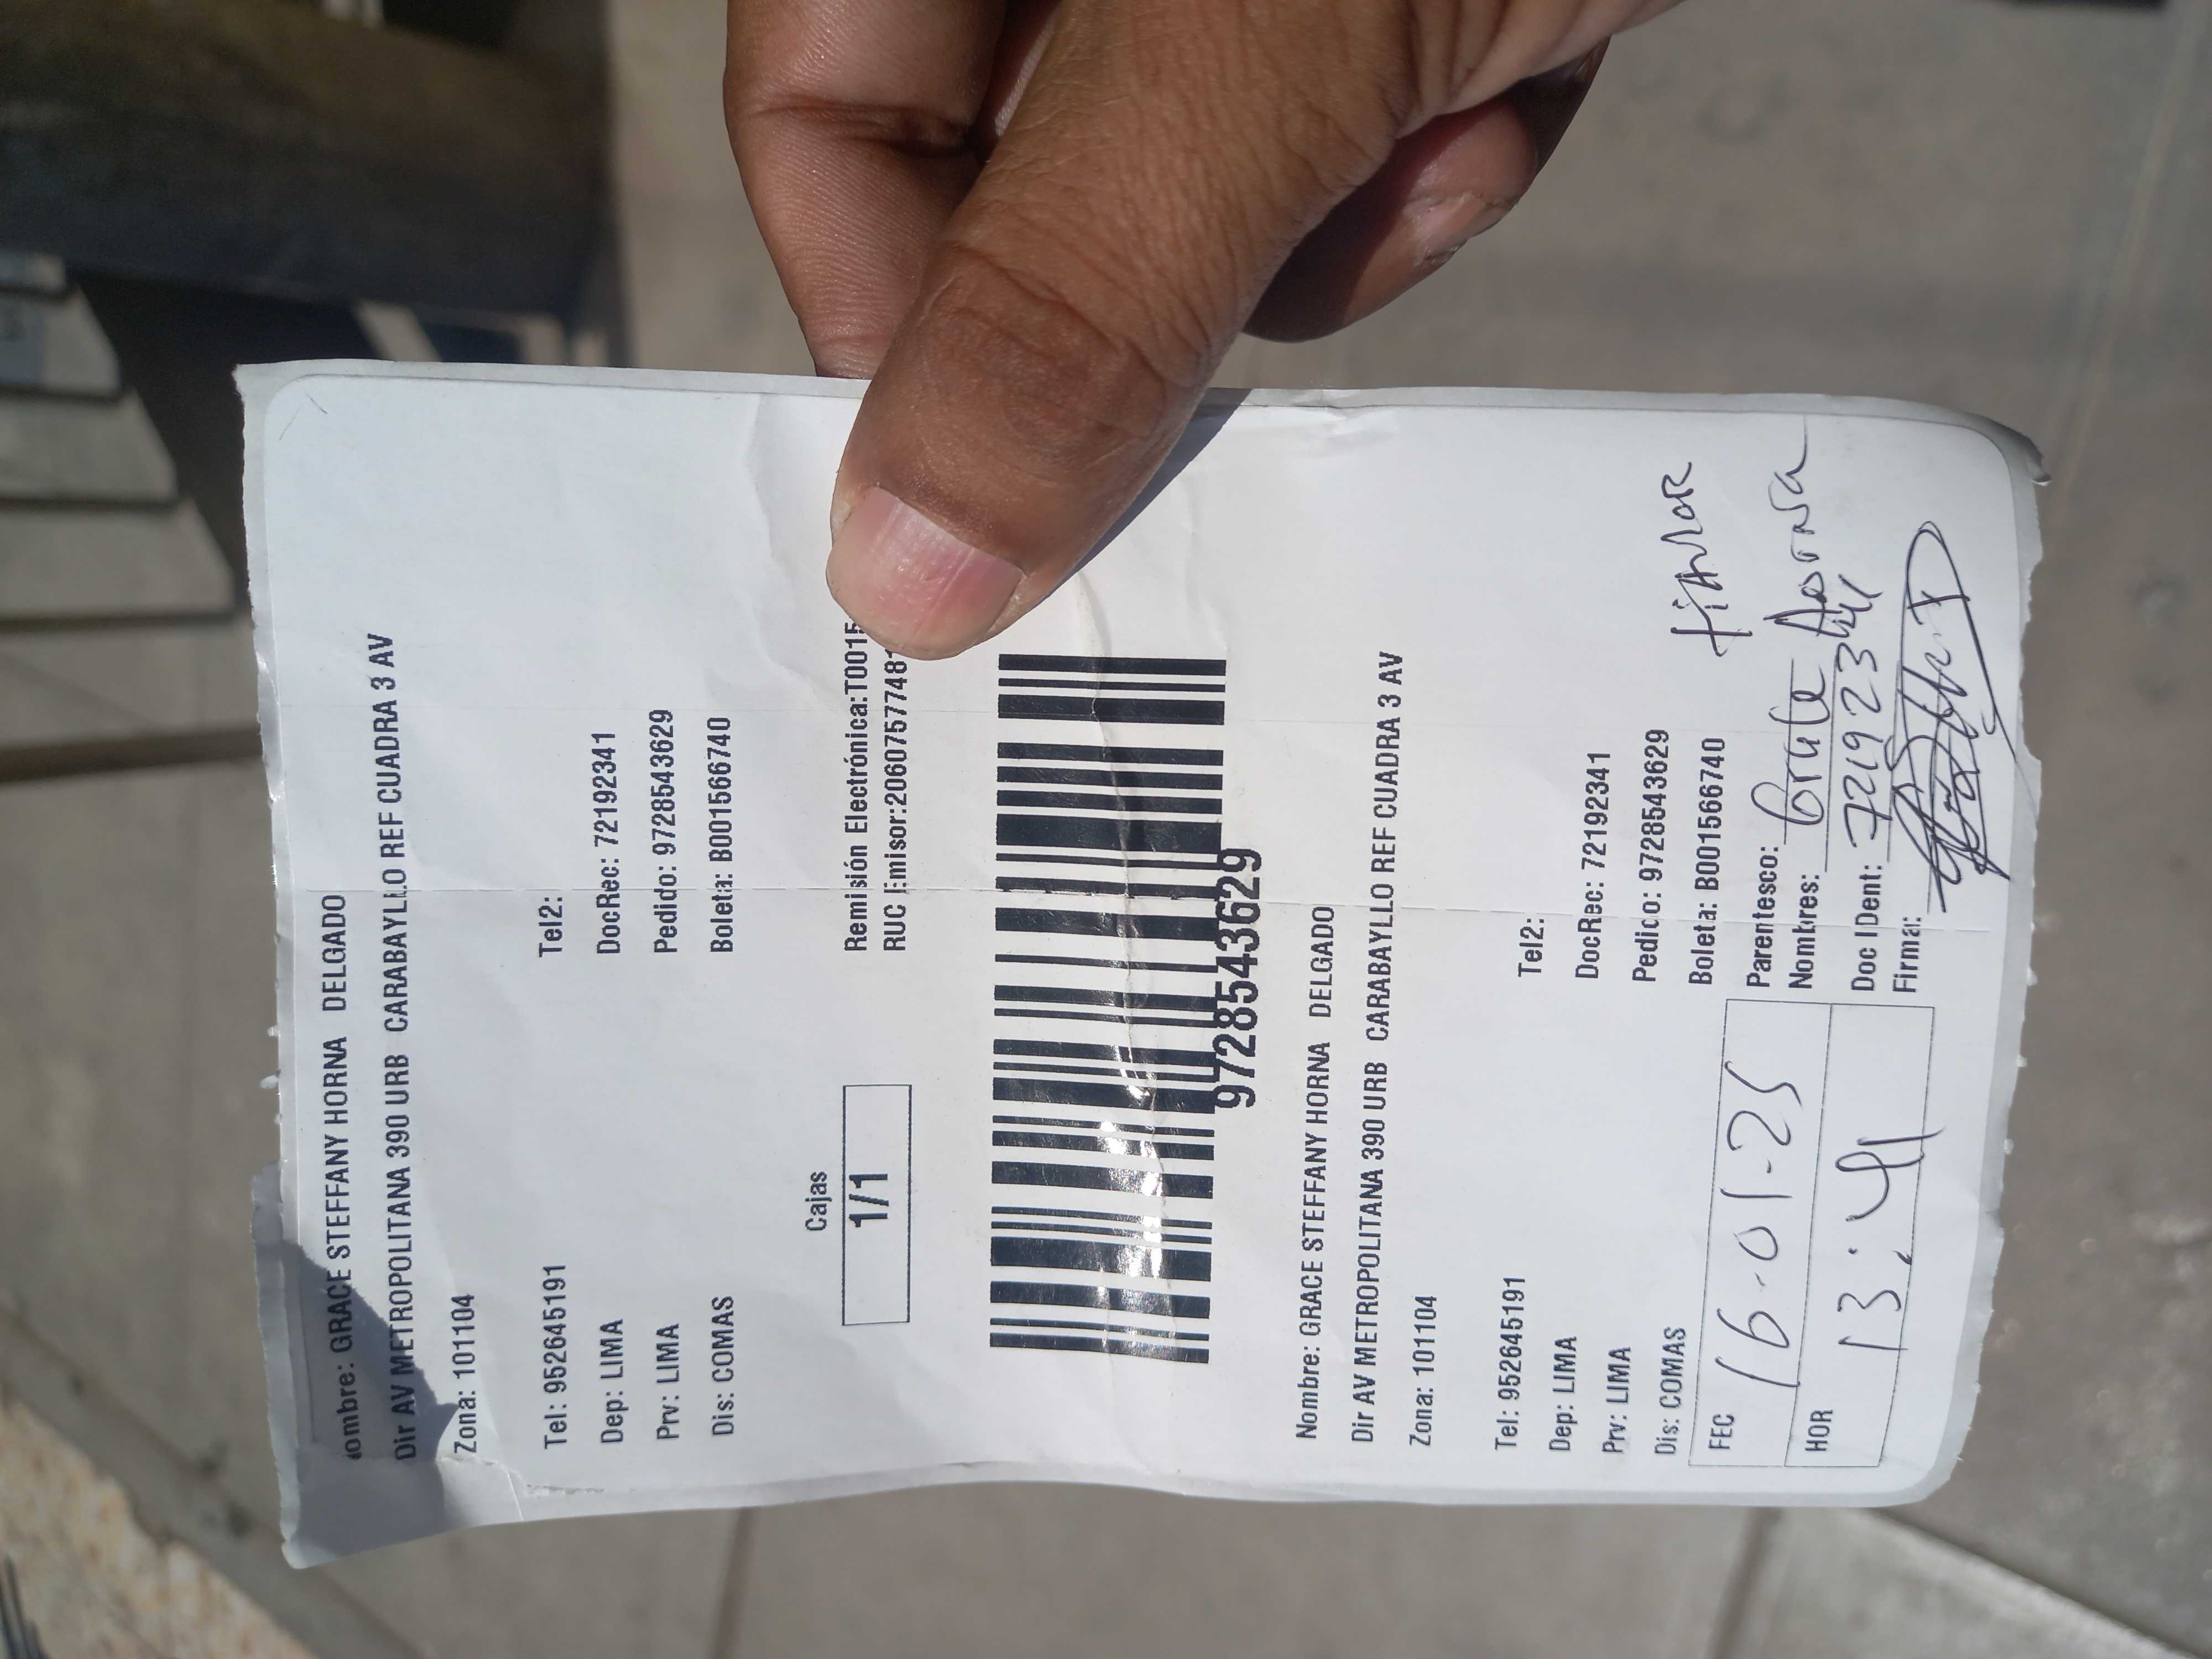 ombre: GRACE STEFFANY HORNA DELGADO
Dir AV METROPOLITANA 390 URB CARABAYLLO REF CUADRA 3 AV
Zona: 101104
Tel: 952645191 Tel2:
Dep: LIMA DocRec: 72192341
Prv: LIMA Pedido: 9728543629
Dis: COMAS Boleta: B001566740
Cajas
1/1
Remisión Electrónica:T001
RUC Emisor:2060757748
9728543629
Nombre: GRACE STEFFANY HORNA DELGADO
Dir AV METROPOLITANA 390 URB CARABAYLLO REF CUADRA 3 AV
Zona: 101104
Tel: 952645191 Tel2:
Dep: LIMA DocRec: 72192341
Prv: LIMA Pedido: 9728543629
Dis: COMAS Boleta: B001566740
FEC 16-01-25 Parentesco: titular
HOR 13:41 Nombres: Horna
Doc IDent: 72192341
Firma: